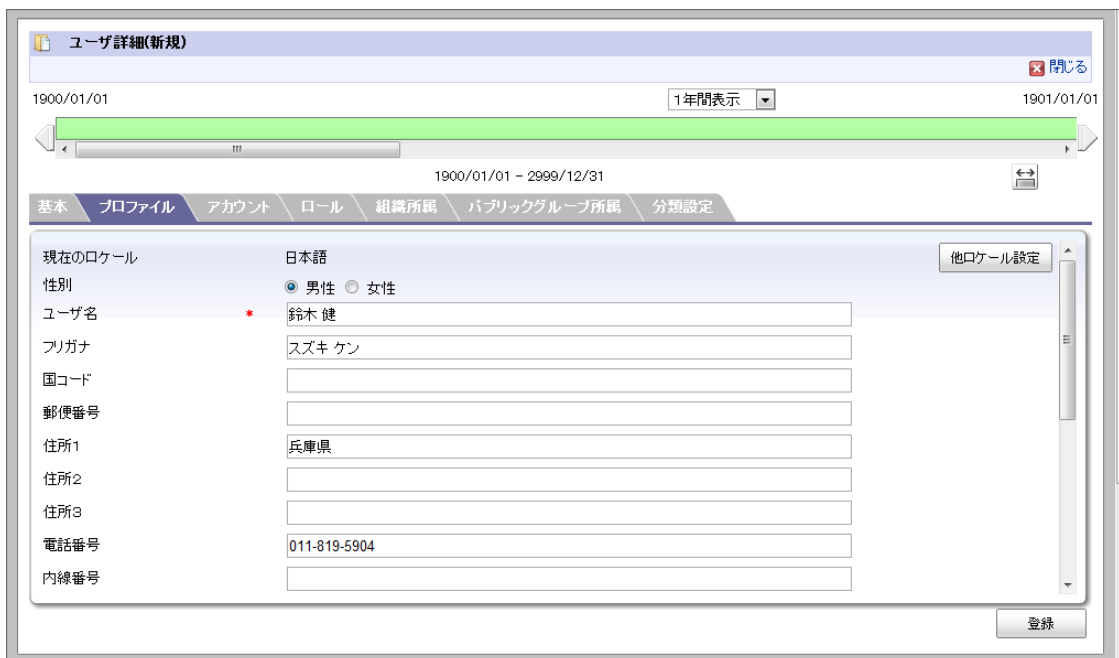 ユーザ詳細(新規)
閉じる
1900/01/01 1年間表示 1901/01/01
1900/01/01 - 2999/12/31
基本 プロファイル アカウント ロール 組織所属 パブリックグループ所属 分類設定
現在のロケール 日本語 他ロケール設定
性別 男性 女性
ユーザ名 * 鈴木 健
フリガナ スズキ ケン
国コード
郵便番号
住所1 兵庫県
住所2
住所3
電話番号 011-819-5904
内線番号
登録